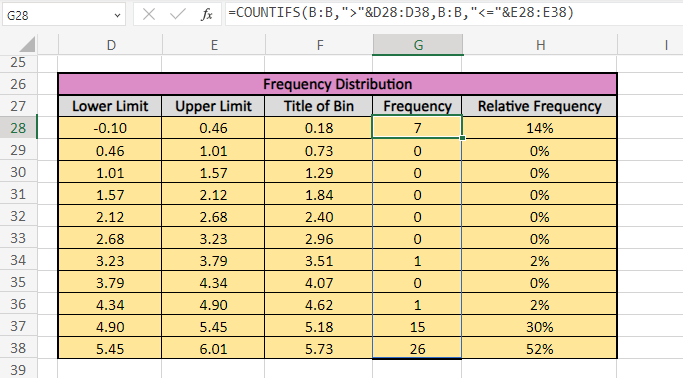 G28 fx =COUNTIFS(B:B,">"&D28:D38,B:B,"<="&E28:E38)
D E F G H I
25
26 Frequency Distribution
27 Lower Limit Upper Limit Title of Bin Frequency Relative Frequency
28 -0.10 0.46 0.18 7 14%
29 0.46 1.01 0.73 0 0%
30 1.01 1.57 1.29 0 0%
31 1.57 2.12 1.84 0 0%
32 2.12 2.68 2.40 0 0%
33 2.68 3.23 2.96 0 0%
34 3.23 3.79 3.51 1 2%
35 3.79 4.34 4.07 0 0%
36 4.34 4.90 4.62 1 2%
37 4.90 5.45 5.18 15 30%
38 5.45 6.01 5.73 26 52%
39